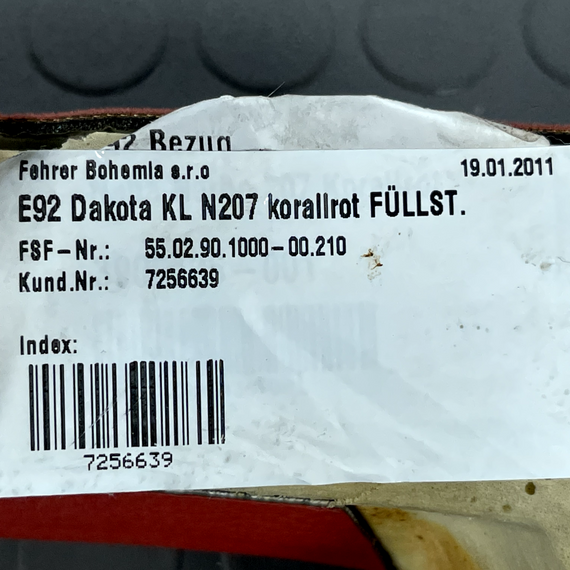 Bezug
Fehrer Bohemia s.r.o
19.01.2011
E92 Dakota KL N207 korallrot FÜLLST.
FSF-Nr.: 55.02.90.1000-00.210
Kund.Nr.: 7256639
Index:
7256639